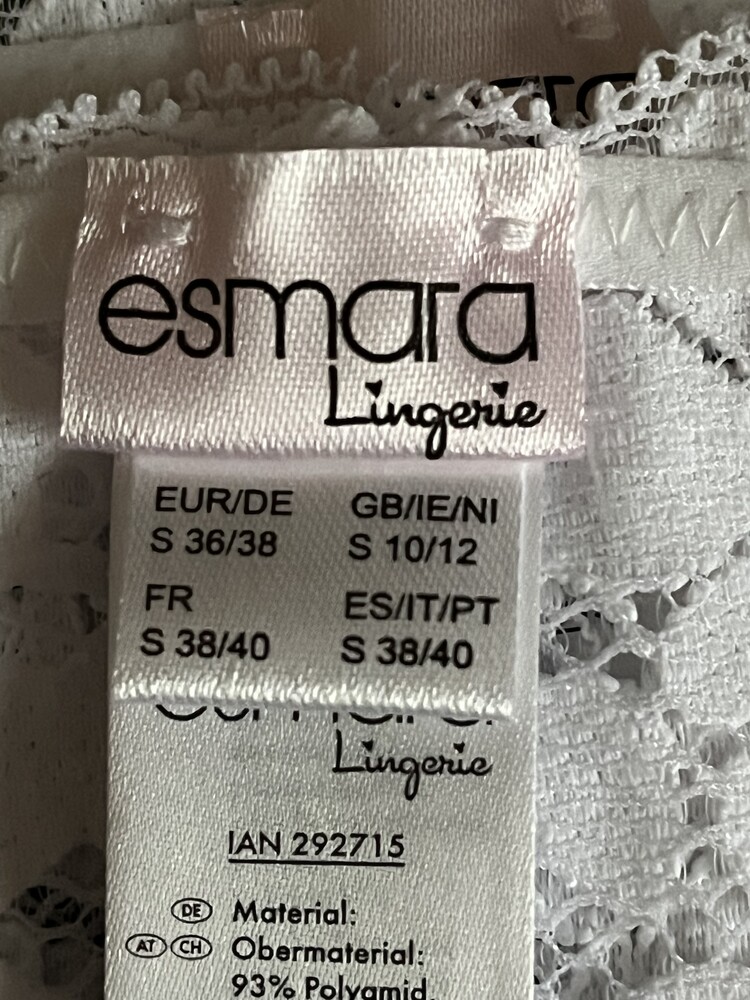 esmara
Lingerie
EUR/DE GB/IE/NI
S 36/38 S 10/12
FR ES/IT/PT
S 38/40 S 38/40
Lingerie
IAN 292715
DE Material:
AT CH Obermaterial:
93% Polyamid,